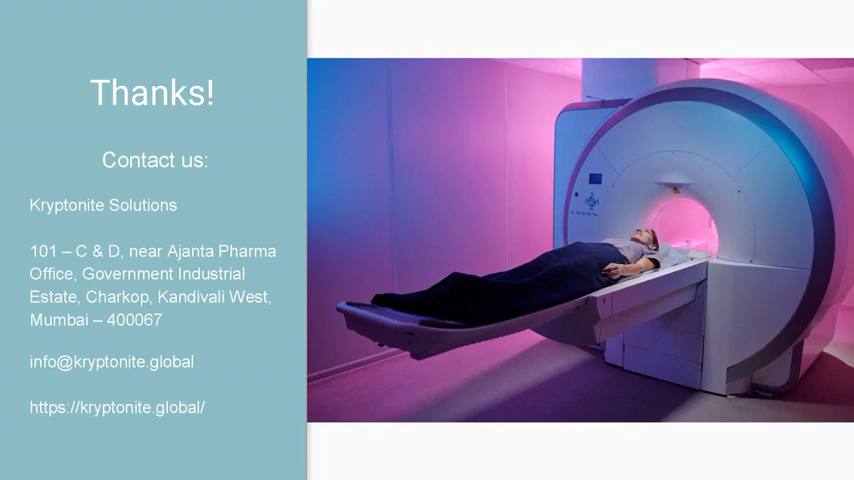 Thanks!
Contact us:
Kryptonite Solutions
101 – C & D, near Ajanta Pharma
Office, Government Industrial
Estate, Charkop, Kandivali West,
Mumbai – 400067
info@kryptonite.global
https://kryptonite.global/